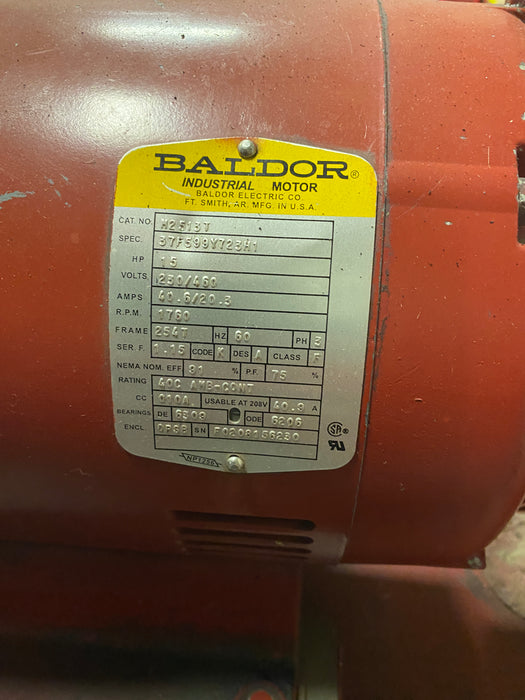 BALDOR®
INDUSTRIAL MOTOR
BALDOR ELECTRIC CO.
FT. SMITH, AR. MFG. IN U.S.A.
CAT. NO. M2513T
SPEC. 37F599Y723H1
HP 15
VOLTS. 230/460
AMPS 40.6/20.3
R.P.M. 1760
FRAME 254T HZ 60 PH 3
SER. F. 1.15 CODE K DES A CLASS F
NEMA NOM. EFF 91 % P.F. 75 %
RATING 40C AMB-CONT
CC 010A USABLE AT 208V A
BEARINGS DE 6309 ODE 6206
ENCL. OPSB SN F0208156230
SA ®
NP1256